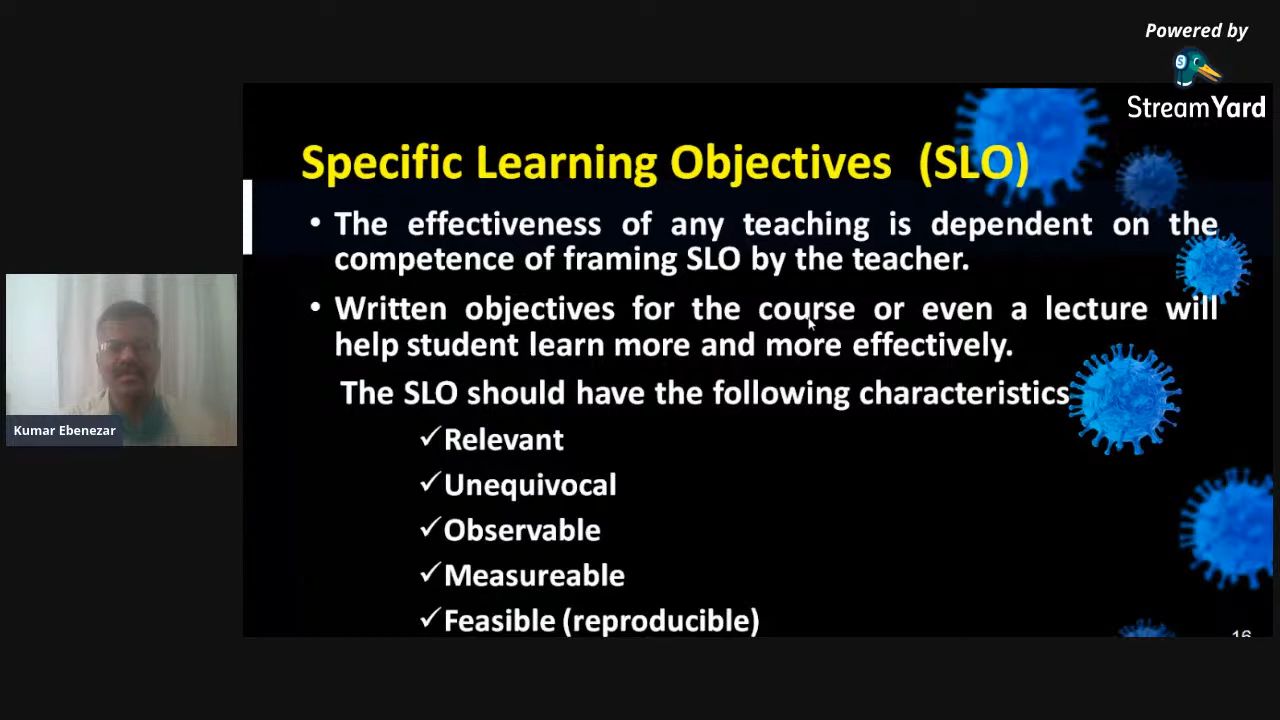 Powered by
StreamYard
Specific Learning Objectives (SLO)
• The effectiveness of any teaching is dependent on the
competence of framing SLO by the teacher.
• Written objectives for the course or even a lecture will
help student learn more and more effectively.
The SLO should have the following characteristics
✓Relevant
✓Unequivocal
✓Observable
✓Measureable
✓Feasible (reproducible)
16
Kumar Ebenezar